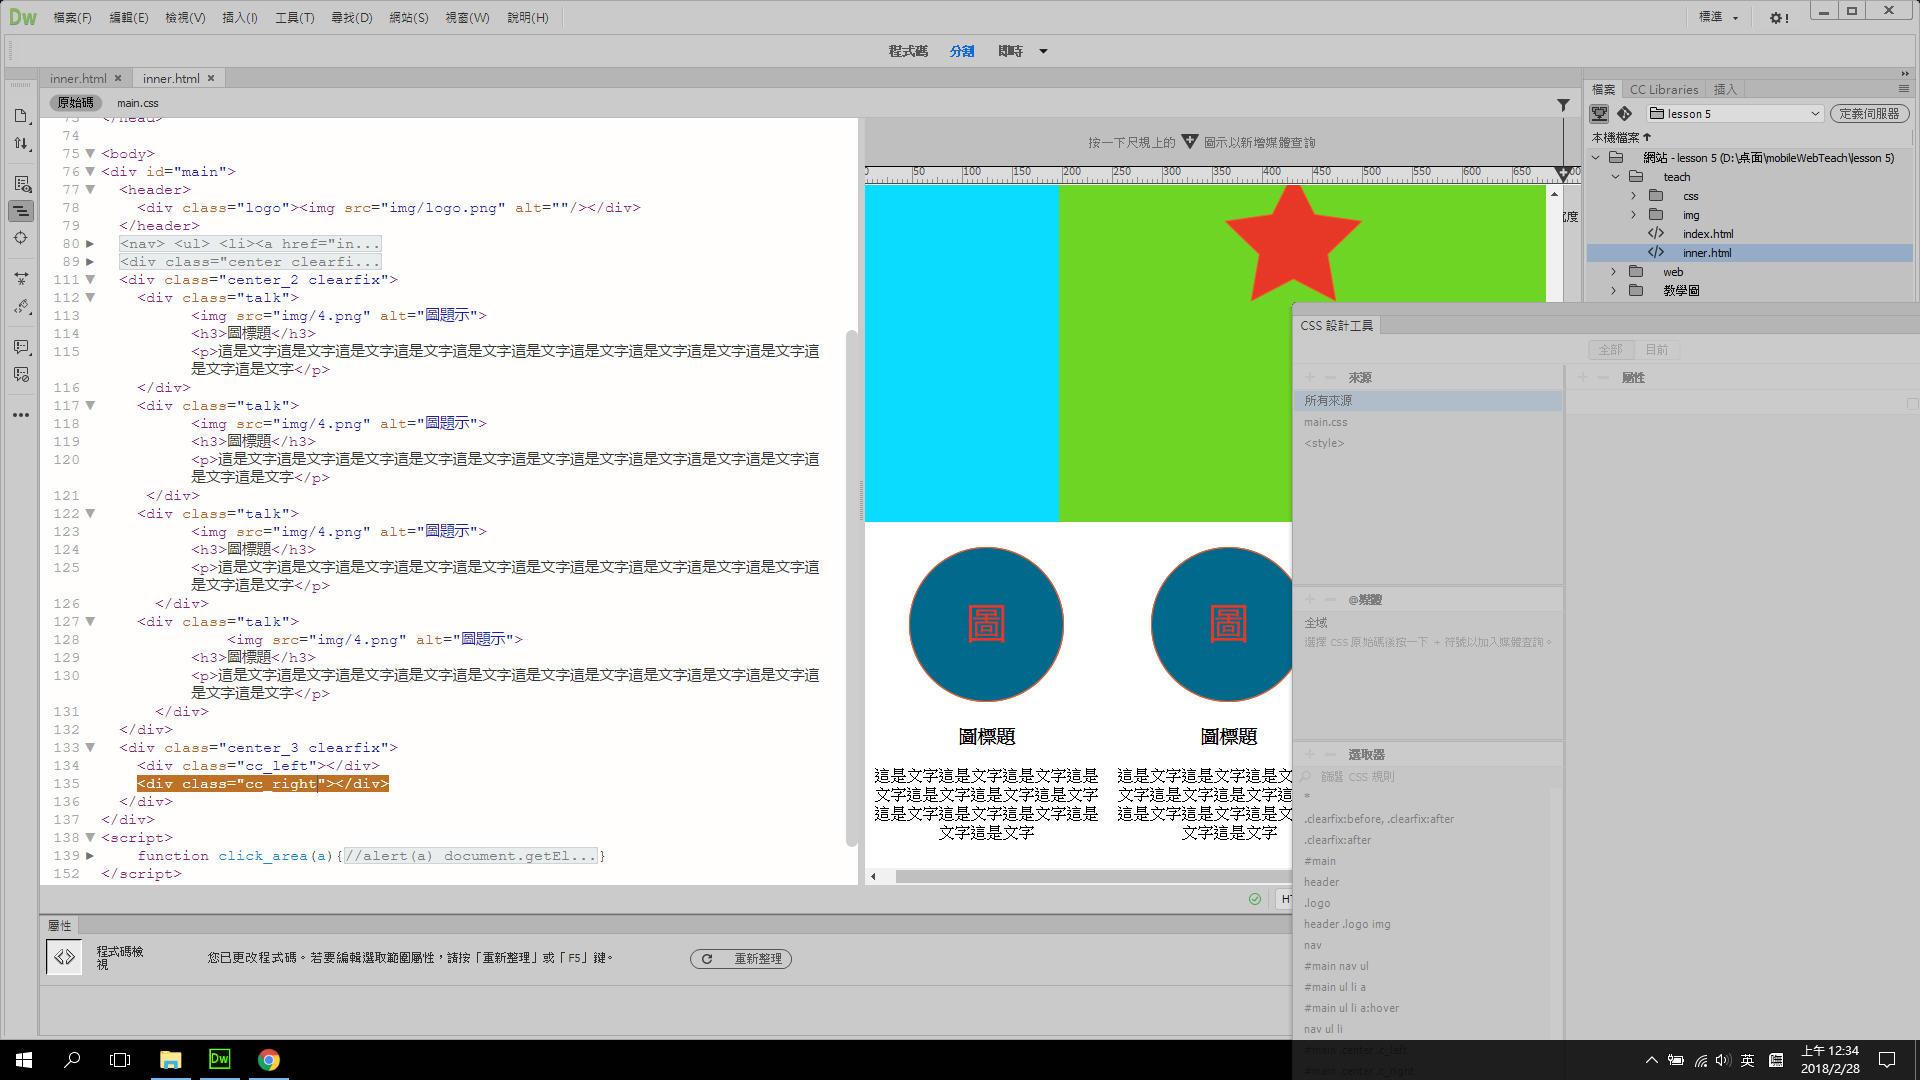 Dw 檔案(F) 編輯(E) 檢視(V) 插入(I) 工具(T) 尋找(D) 網站(S) 視窗(W) 說明(H) 標準
程式碼 分割 即時
inner.html × inner.html ×
原始碼 main.css
73 </head>
74
75 <body>
76 <div id="main">
77 <header>
78 <div class="logo"><img src="img/logo.png" alt=""/></div>
79 </header>
80 <nav> <ul> <li><a href="in...
89 <div class="center clearfi...
111 <div class="center_2 clearfix">
112 <div class="talk">
113 <img src="img/4.png" alt="圖題示">
114 <h3>圖標題</h3>
115 <p>這是文字這是文字這是文字這是文字這是文字這是文字這是文字這是文字這是文字這是文字這
是文字這是文字</p>
116 </div>
117 <div class="talk">
118 <img src="img/4.png" alt="圖題示">
119 <h3>圖標題</h3>
120 <p>這是文字這是文字這是文字這是文字這是文字這是文字這是文字這是文字這是文字這是文字這
是文字這是文字</p>
121 </div>
122 <div class="talk">
123 <img src="img/4.png" alt="圖題示">
124 <h3>圖標題</h3>
125 <p>這是文字這是文字這是文字這是文字這是文字這是文字這是文字這是文字這是文字這是文字這
是文字這是文字</p>
126 </div>
127 <div class="talk">
128 <img src="img/4.png" alt="圖題示">
129 <h3>圖標題</h3>
130 <p>這是文字這是文字這是文字這是文字這是文字這是文字這是文字這是文字這是文字這是文字這
是文字這是文字</p>
131 </div>
132 </div>
133 <div class="center_3 clearfix">
134 <div class="cc_left"></div>
135 <div class="cc_right"></div>
136 </div>
137 </div>
138 <script>
139 function click_area(a){//alert(a) document.getEl...}
152 </script>
按一下尺規上的 圖示以新增媒體查詢
0 50 100 150 200 250 300 350 400 450 500 550 600 650
圖 圖
圖標題 圖標題
這是文字這是文字這是文字這是
文字這是文字這是文字這是文字
這是文字這是文字這是文字這是
文字這是文字
這是文字這是文字這是文字
文字這是文字這是文字這是
這是文字這是文字這是文字
文字這是文字
檔案 CC Libraries 插入
lesson 5 定義伺服器
本機檔案
網站 - lesson 5 (D:\桌面\mobileWebTeach\lesson 5)
teach
css
img
index.html
inner.html
web
教學圖
CSS 設計工具
全部 目前
+ − 來源 + − 屬性
所有來源
main.css
<style>
+ − @媒體
全域
選擇 CSS 原始碼後按一下 + 符號以加入媒體查詢。
+ − 選取器
篩選 CSS 規則
*
.clearfix:before, .clearfix:after
.clearfix:after
#main
header
.logo
header .logo img
nav
#main nav ul
#main ul li a
#main ul li a:hover
nav ul li
#main .center .c_left
#main .center .c_right
屬性
程式碼檢
視
您已更改程式碼。若要編輯選取範圍屬性，請按「重新整理」或「F5」鍵。
重新整理
Dw
英
上午 12:34
2018/2/28